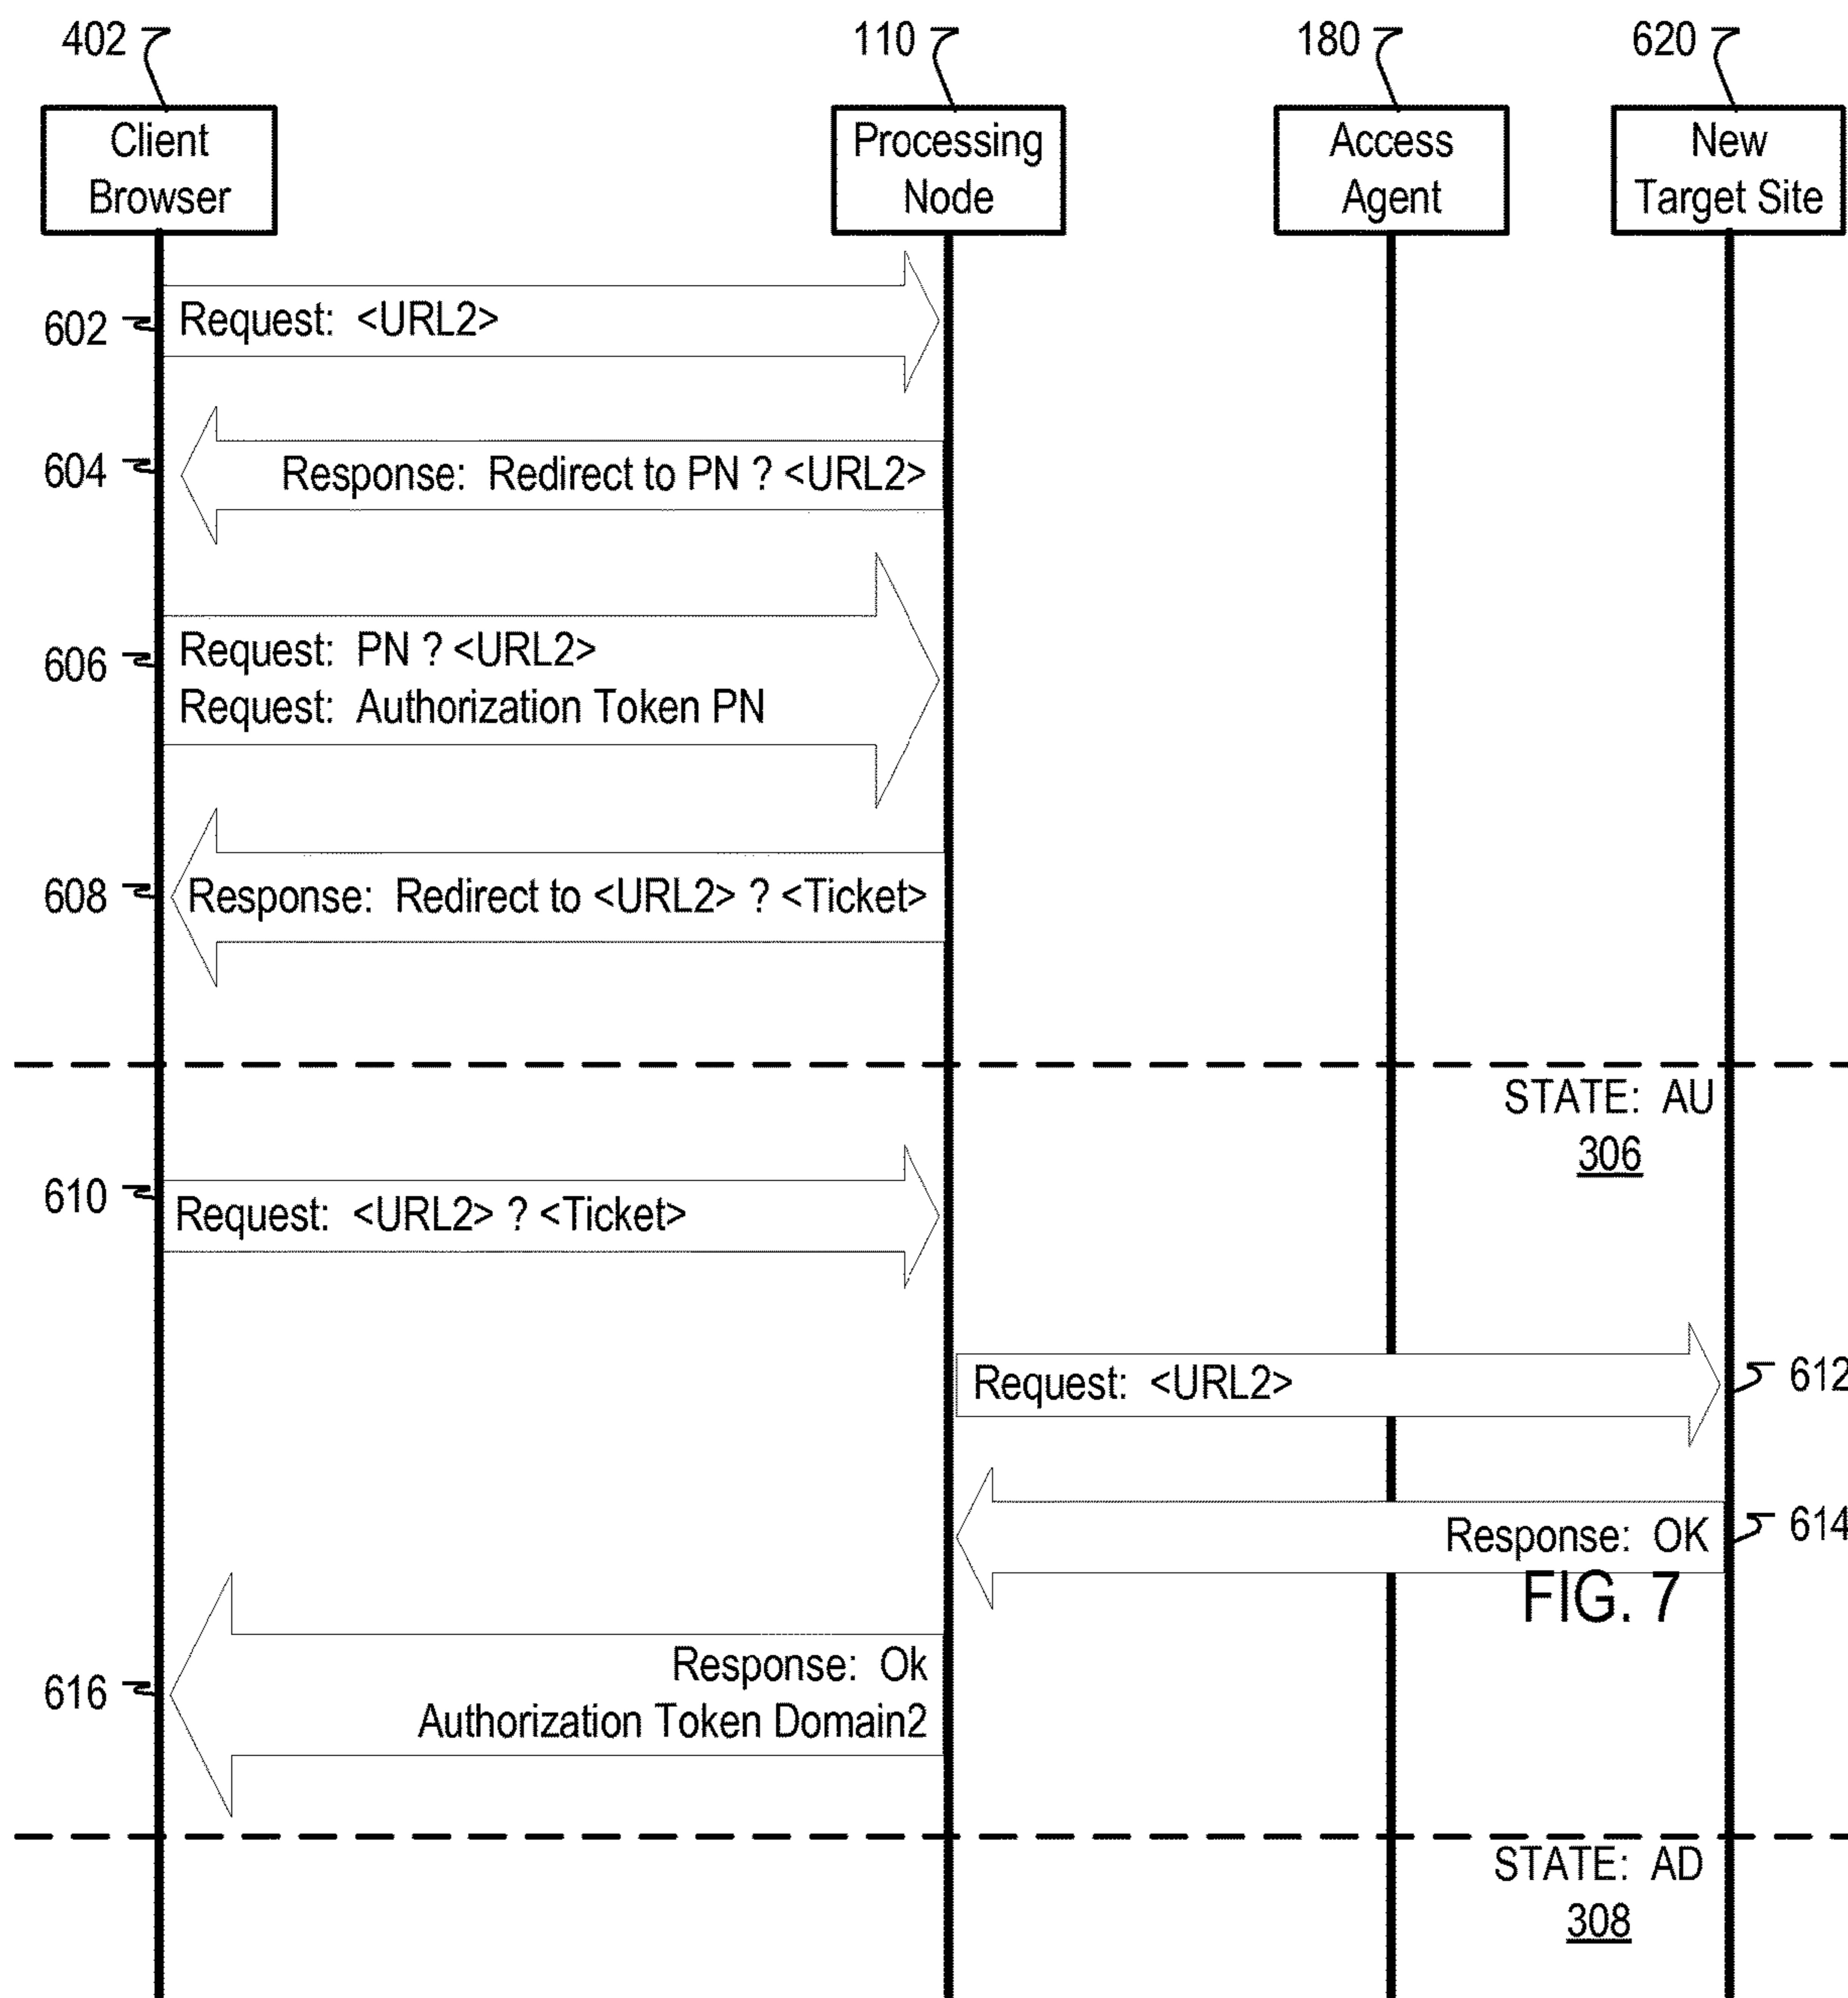 402
110
180
620
Client
Browser
Processing
Node
Access
Agent
New
Target Site
602
Request: <URL2>
604
Response: Redirect to PN ? <URL2>
606
Request: PN ? <URL2>
Request: Authorization Token PN
608
Response: Redirect to <URL2> ? <Ticket>
STATE: AU
306
610
Request: <URL2> ? <Ticket>
Request: <URL2>
612
Response: OK
614
FIG. 7
616
Response: Ok
Authorization Token Domain2
STATE: AD
308